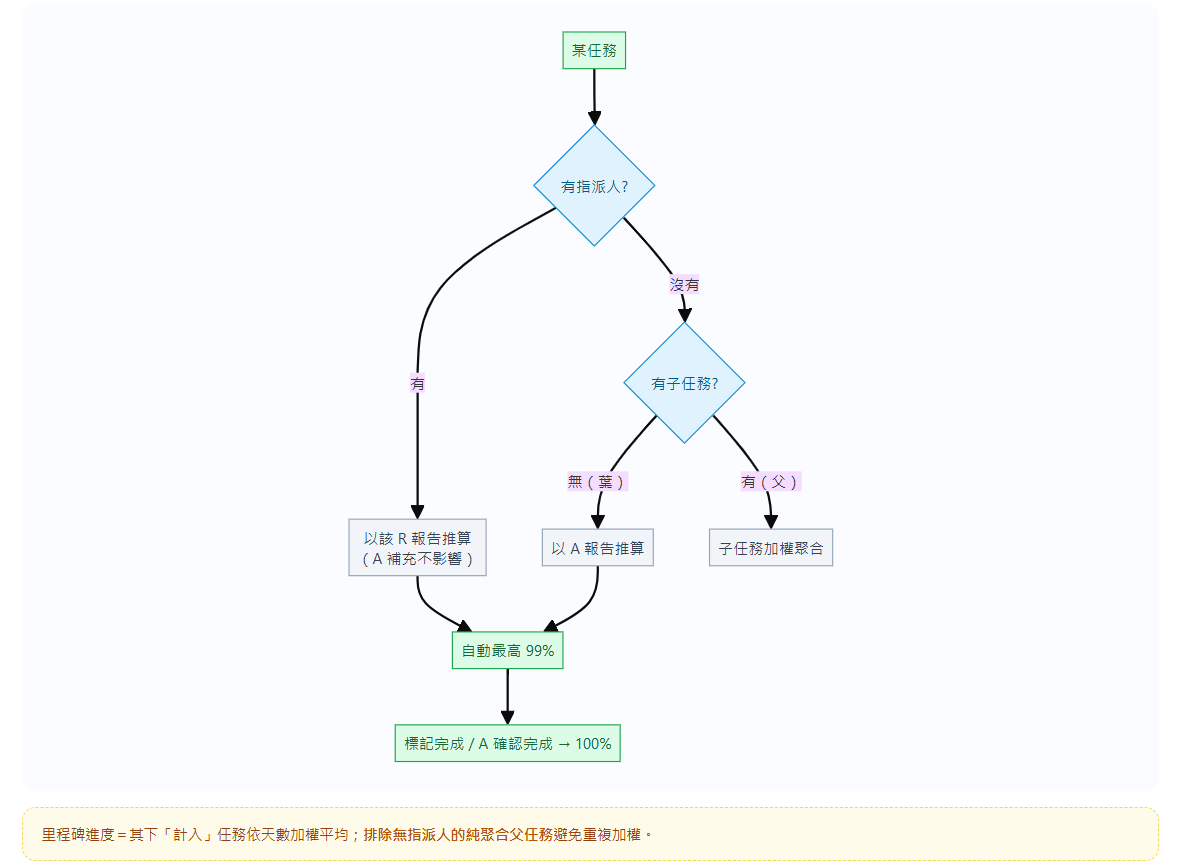 某任務
有指派人?
沒有
有
有子任務?
無（葉）
有（父）
以該 R 報告推算
（A 補充不影響）
以 A 報告推算
子任務加權聚合
自動最高 99%
標記完成 / A 確認完成 → 100%
里程碑進度＝其下「計入」任務依天數加權平均；排除無指派人的純聚合父任務避免重複加權。